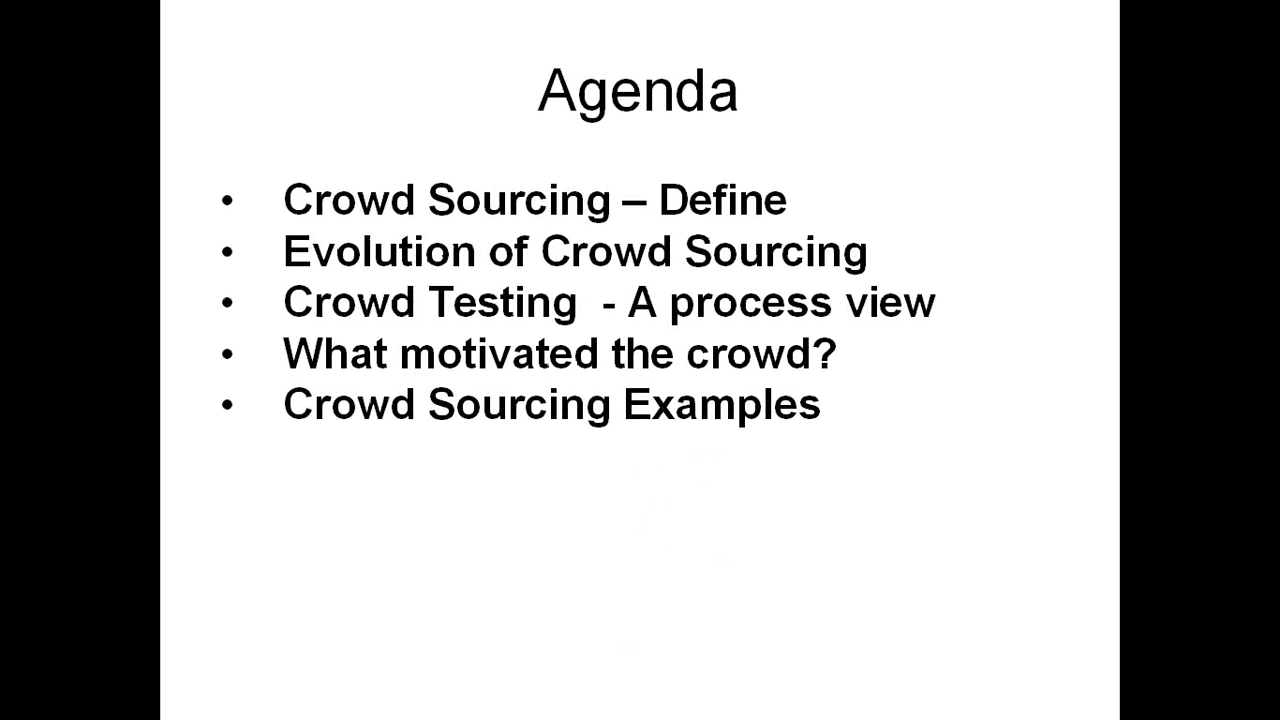 Agenda
• Crowd Sourcing – Define
• Evolution of Crowd Sourcing
• Crowd Testing  - A process view
• What motivated the crowd?
• Crowd Sourcing Examples